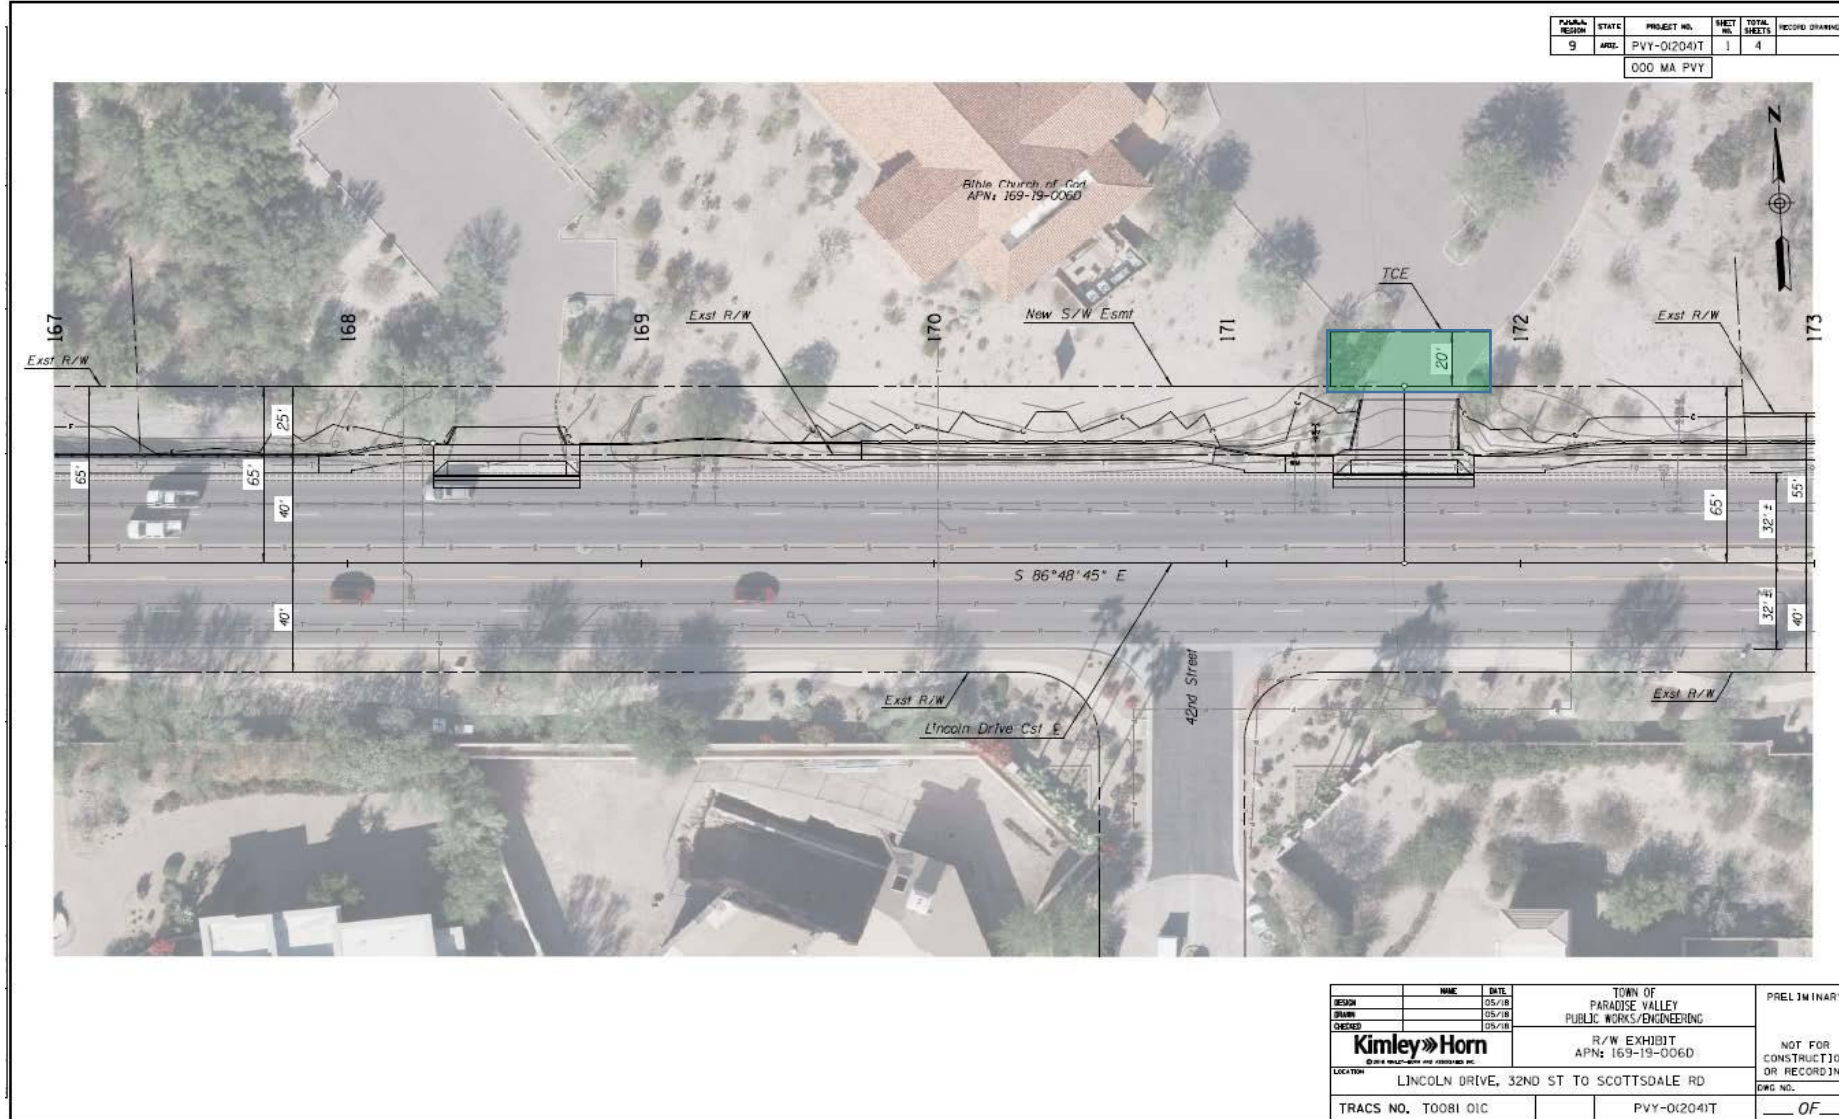 F.H.W.A. REGION STATE PROJECT NO. SHEET NO. TOTAL SHEETS RECORD DRAWING
9 ARIZ. PVY-0(204)T 1 4
000 MA PVY
N
Bible Church of God
APN: 169-19-006D
TCE
Exst R/W
New S/W Esmt
Exst R/W
167
168
169
170
171
172
173
Exst R/W
20'
25'
65'
65'
40'
65'
32'±
55'
S 86°48'45" E
40'
32'±
40'
42nd Street
Exst R/W
Exst R/W
Lincoln Drive Cst ℄
NAME DATE
DESIGN 05/18
DRAWN 05/18
CHECKED 05/18
TOWN OF
PARADISE VALLEY
PUBLIC WORKS/ENGINEERING
PRELIMINARY
Kimley»Horn
R/W EXHIBIT
APN: 169-19-006D
NOT FOR
CONSTRUCTIO
OR RECORDIN
LOCATION
LINCOLN DRIVE, 32ND ST TO SCOTTSDALE RD
DWG NO.
TRACS NO. T0081 01C PVY-0(204)T OF